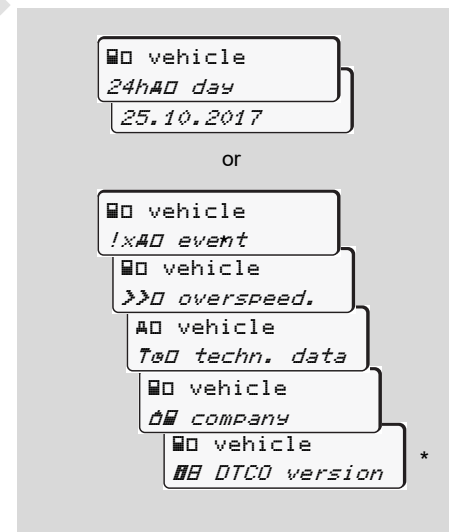 vehicle
24h day
25.10.2017
or
vehicle
!x event
vehicle
>> overspeed.
vehicle
techn. data
vehicle
company
vehicle
DTCO version
*